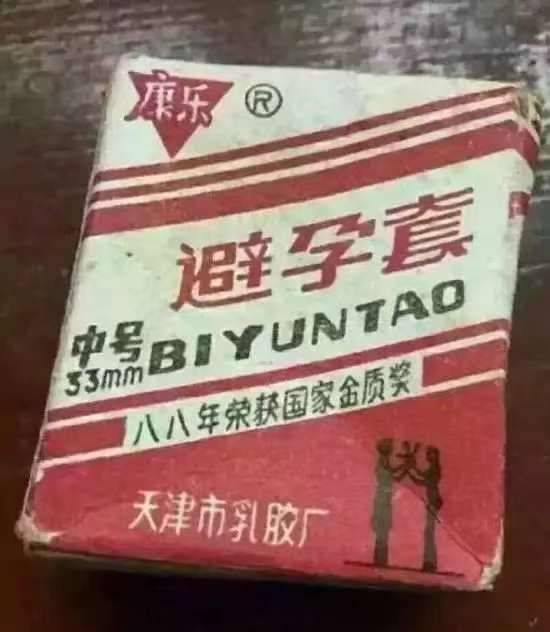 康乐 ®
避孕套
中号
33mm
BIYUNTAO
八八年荣获国家金质奖
天津市乳胶厂